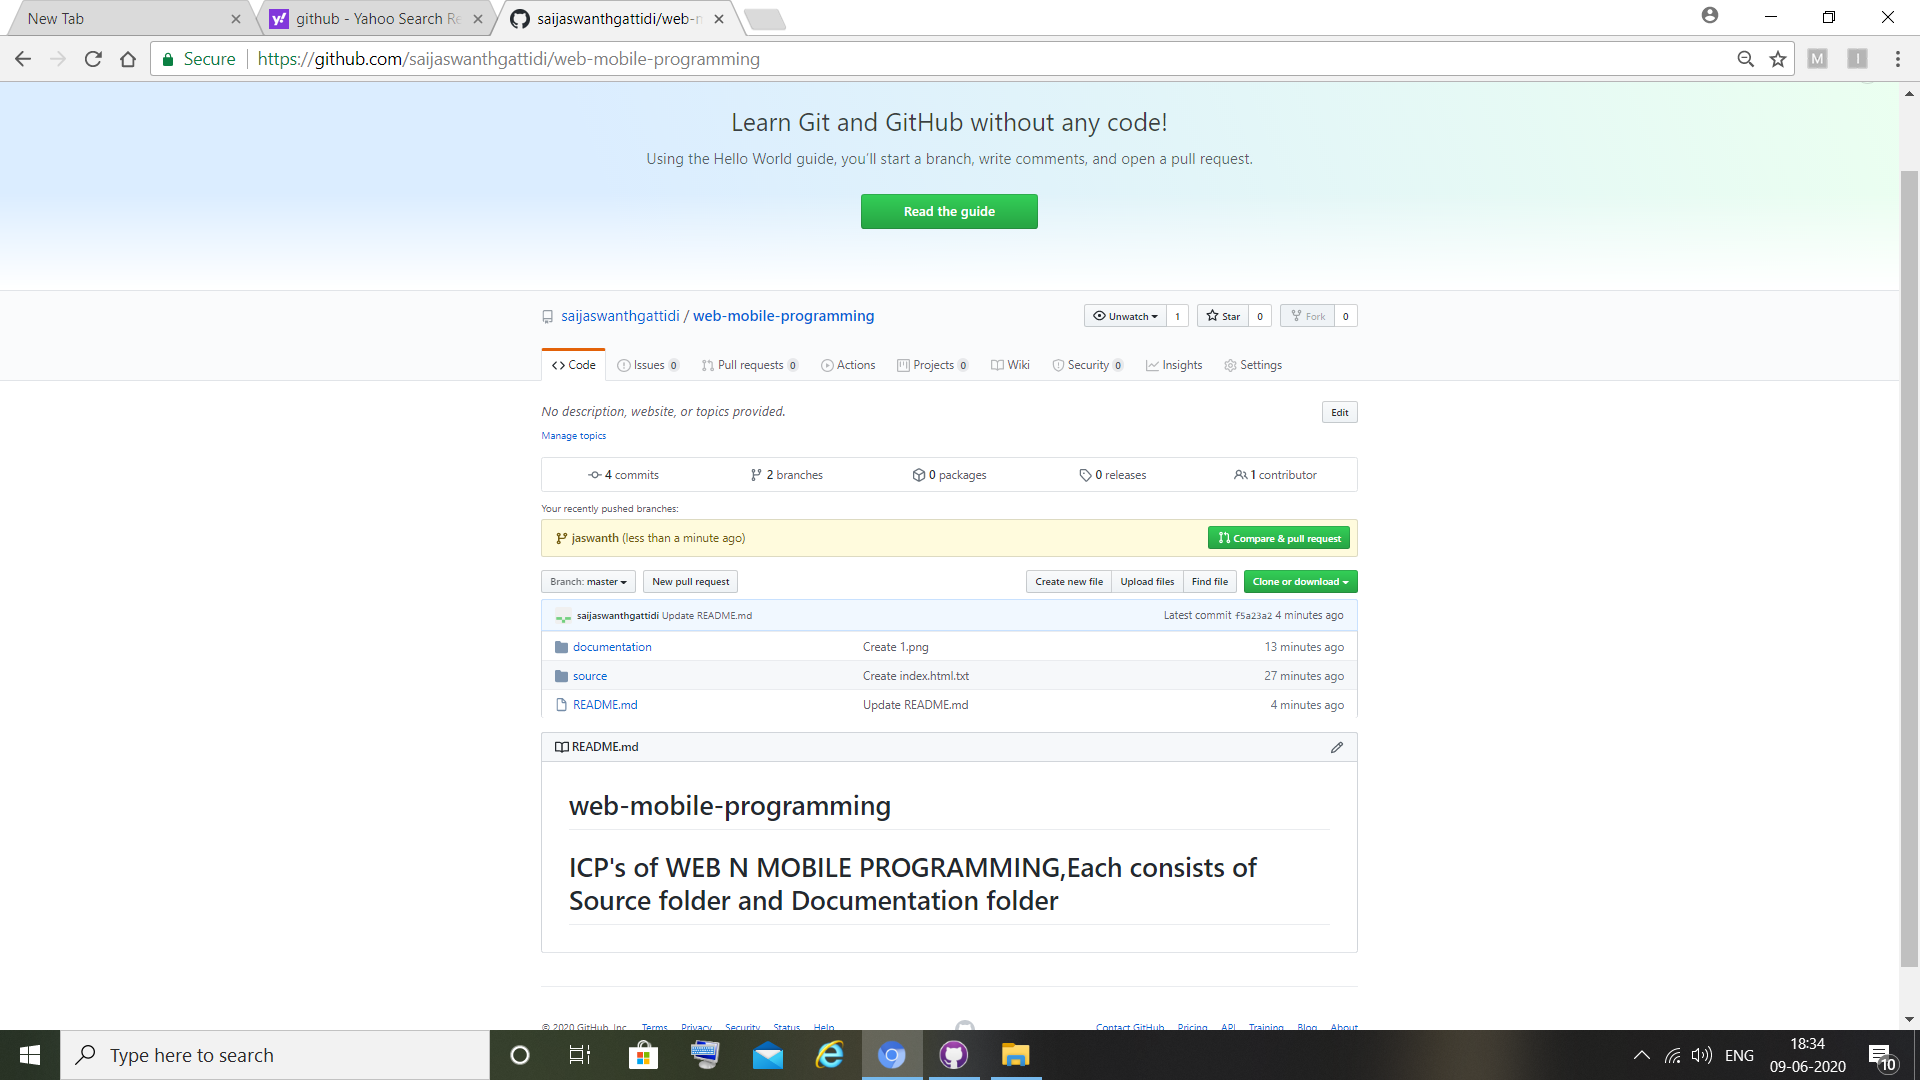 New Tab
github - Yahoo Search Re
saijaswanthgattidi/web-n
Secure
https://github.com/saijaswanthgattidi/web-mobile-programming
M
I
Learn Git and GitHub without any code!
Using the Hello World guide, you'll start a branch, write comments, and open a pull request.
Read the guide
saijaswanthgattidi / web-mobile-programming
Unwatch 1
Star 0
Fork 0
Code
Issues 0
Pull requests 0
Actions
Projects 0
Wiki
Security 0
Insights
Settings
No description, website, or topics provided.
Edit
Manage topics
4 commits
2 branches
0 packages
0 releases
1 contributor
Your recently pushed branches:
jaswanth (less than a minute ago)
Compare & pull request
Branch: master
New pull request
Create new file
Upload files
Find file
Clone or download
saijaswanthgattidi Update README.md
Latest commit f5a23a2 4 minutes ago
documentation
Create 1.png
13 minutes ago
source
Create index.html.txt
27 minutes ago
README.md
Update README.md
4 minutes ago
README.md
web-mobile-programming
ICP's of WEB N MOBILE PROGRAMMING,Each consists of
Source folder and Documentation folder
© 2020 GitHub, Inc.
Terms
Privacy
Security
Status
Help
Contact GitHub
Pricing
API
Training
Blog
About
Type here to search
ENG
18:34
09-06-2020
10